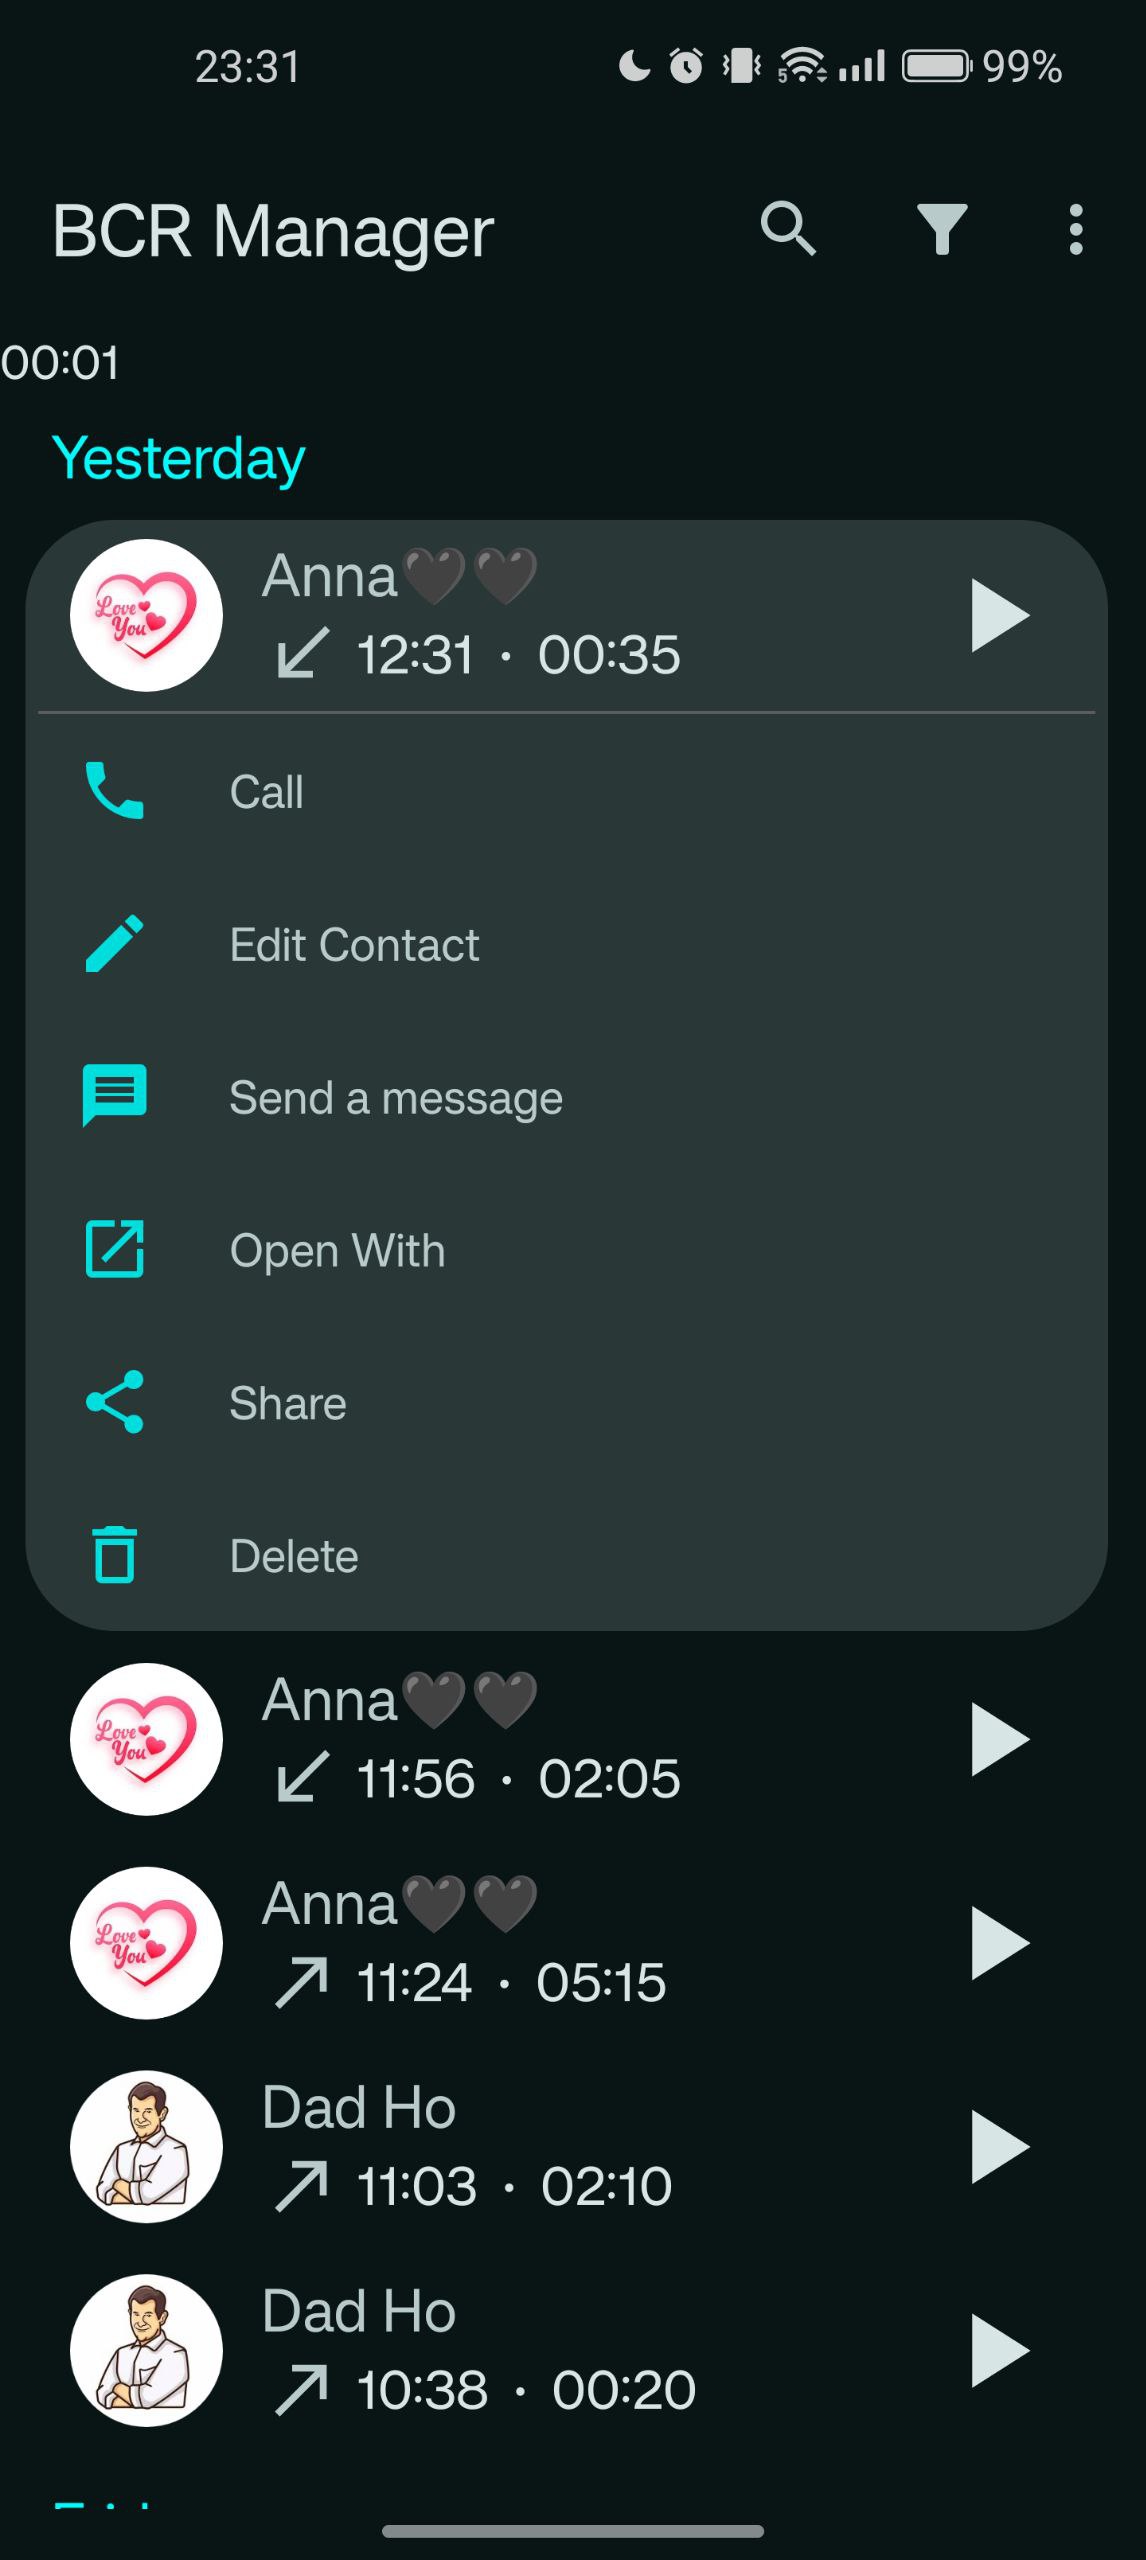 23:31
5
99%
BCR Manager
00:01
Yesterday
Anna🖤🖤
12:31 · 00:35
Love
You
Call
Edit Contact
Send a message
Open With
Share
Delete
Anna🖤🖤
11:56 · 02:05
Love
You
Anna🖤🖤
11:24 · 05:15
Love
You
Dad Ho
11:03 · 02:10
Dad Ho
10:38 · 00:20